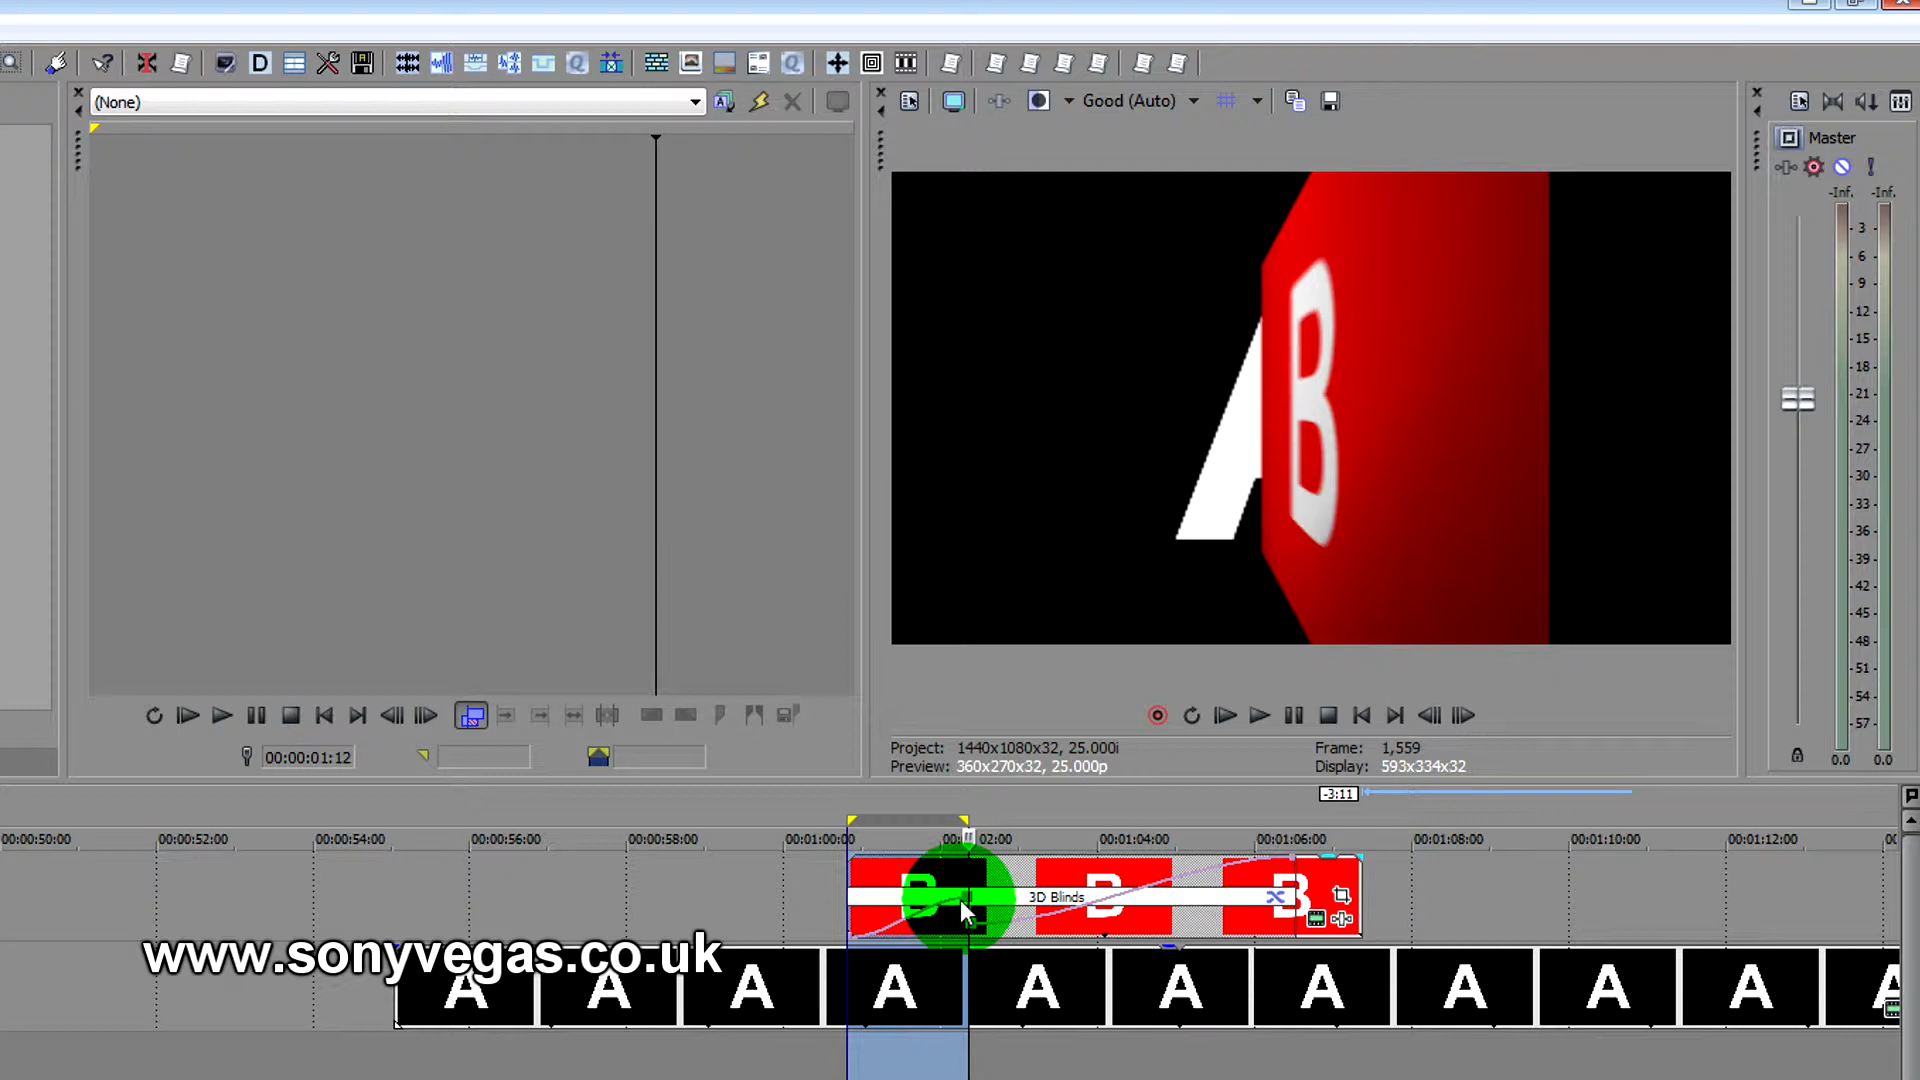 (None)
Good (Auto)
Master
-Inf. -Inf.
3
6
9
12
15
18
21
24
27
30
33
36
39
42
45
48
51
54
57
0.0 0.0
B
A
00:00:01:12
Project: 1440x1080x32, 25.000i
Preview: 360x270x32, 25.000p
Frame: 1,559
Display: 593x334x32
-3:11
00:00:50:00 00:00:52:00 00:00:54:00 00:00:56:00 00:00:58:00 00:01:00:00 02:00 00:01:04:00 00:01:06:00 00:01:08:00 00:01:10:00 00:01:12:00
B B B
3D Blinds
www.sonyvegas.co.uk
A A A A A A A A A A A